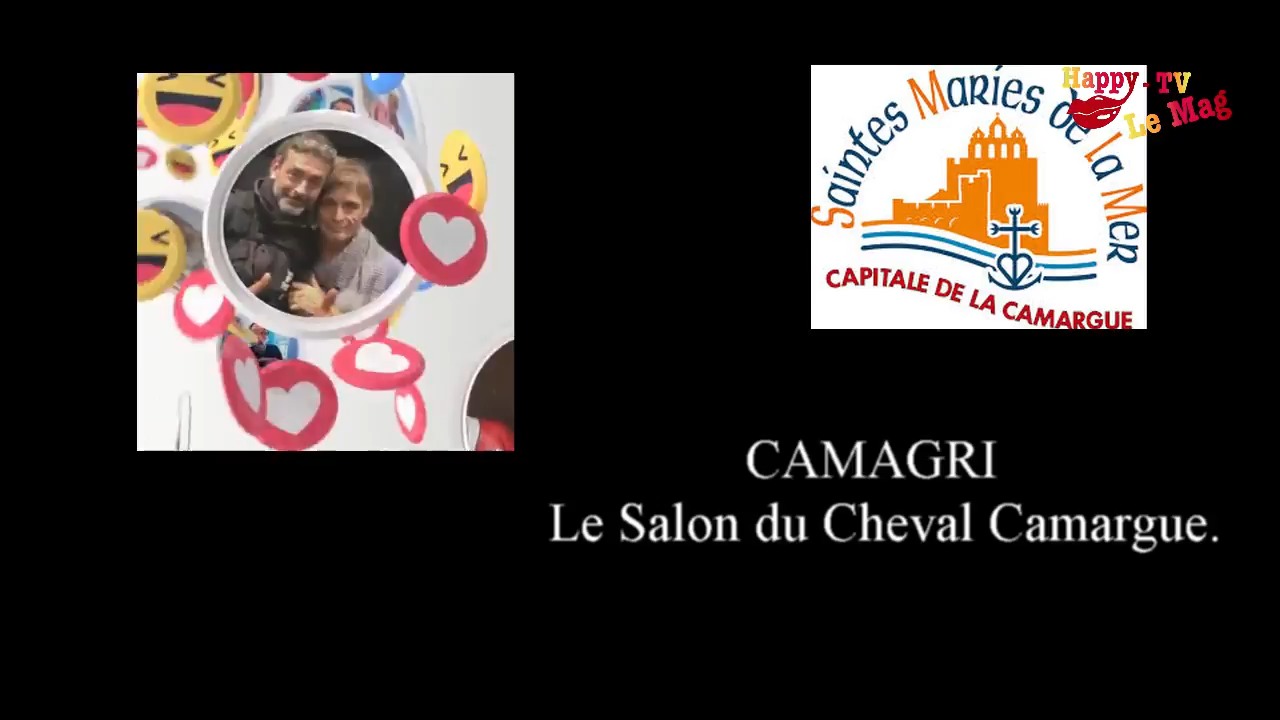 Saintes Maries de la Mer
CAPITALE DE LA CAMARGUE
Happy-TV
Le Mag
CAMAGRI
Le Salon du Cheval Camargue.